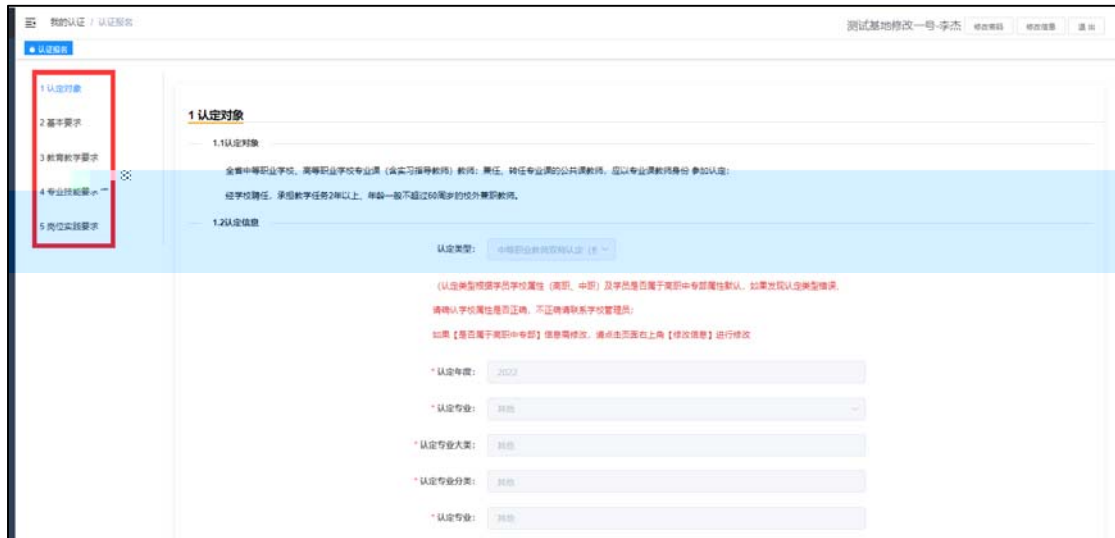 我的认证 / 认证报名
测试基地修改一号-李杰 修改密码 修改信息 退出
认证报名
1 认定对象
2 基本要求
3 教育教学要求
4 专业技能要求
5 岗位实践要求
1 认定对象
1.1认定对象
全省中等职业学校、高等职业学校专业课（含实习指导教师）教师；兼任、转任专业课的公共课教师，应以专业课教师身份 参加认定；
经学校聘任，承担教学任务2年以上，年龄一般不超过60周岁的校外兼职教师。
1.2认定信息
认定类型：
（认定类型根据学员学校属性（高职、中职）及学员是否属于高职中专部属性默认，如果发现认定类型错误，
请确认学校属性是否正确，不正确请联系学校管理员；
如果【是否属于高职中专部】信息需修改，请点击页面右上角【修改信息】进行修改
* 认定年度： 2022
* 认定专业： 其他
* 认定专业大类： 其他
* 认定专业分类： 其他
* 认定专业： 其他